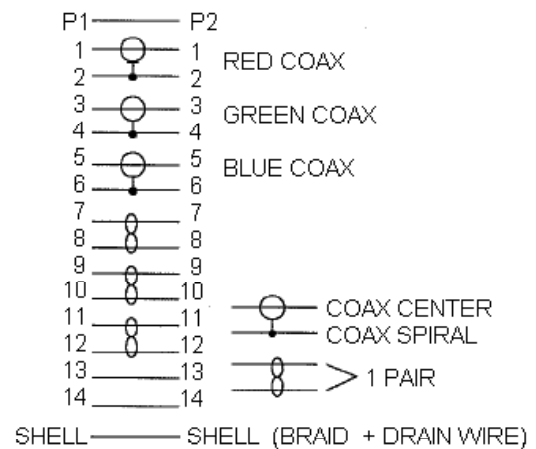 P1 P2
1 1
RED COAX
2 2
3 3
GREEN COAX
4 4
5 5
BLUE COAX
6 6
7 7
8 8
9 9
10 10
COAX CENTER
11 11
COAX SPIRAL
12 12
13 13
1 PAIR
14 14
SHELL SHELL (BRAID + DRAIN WIRE)